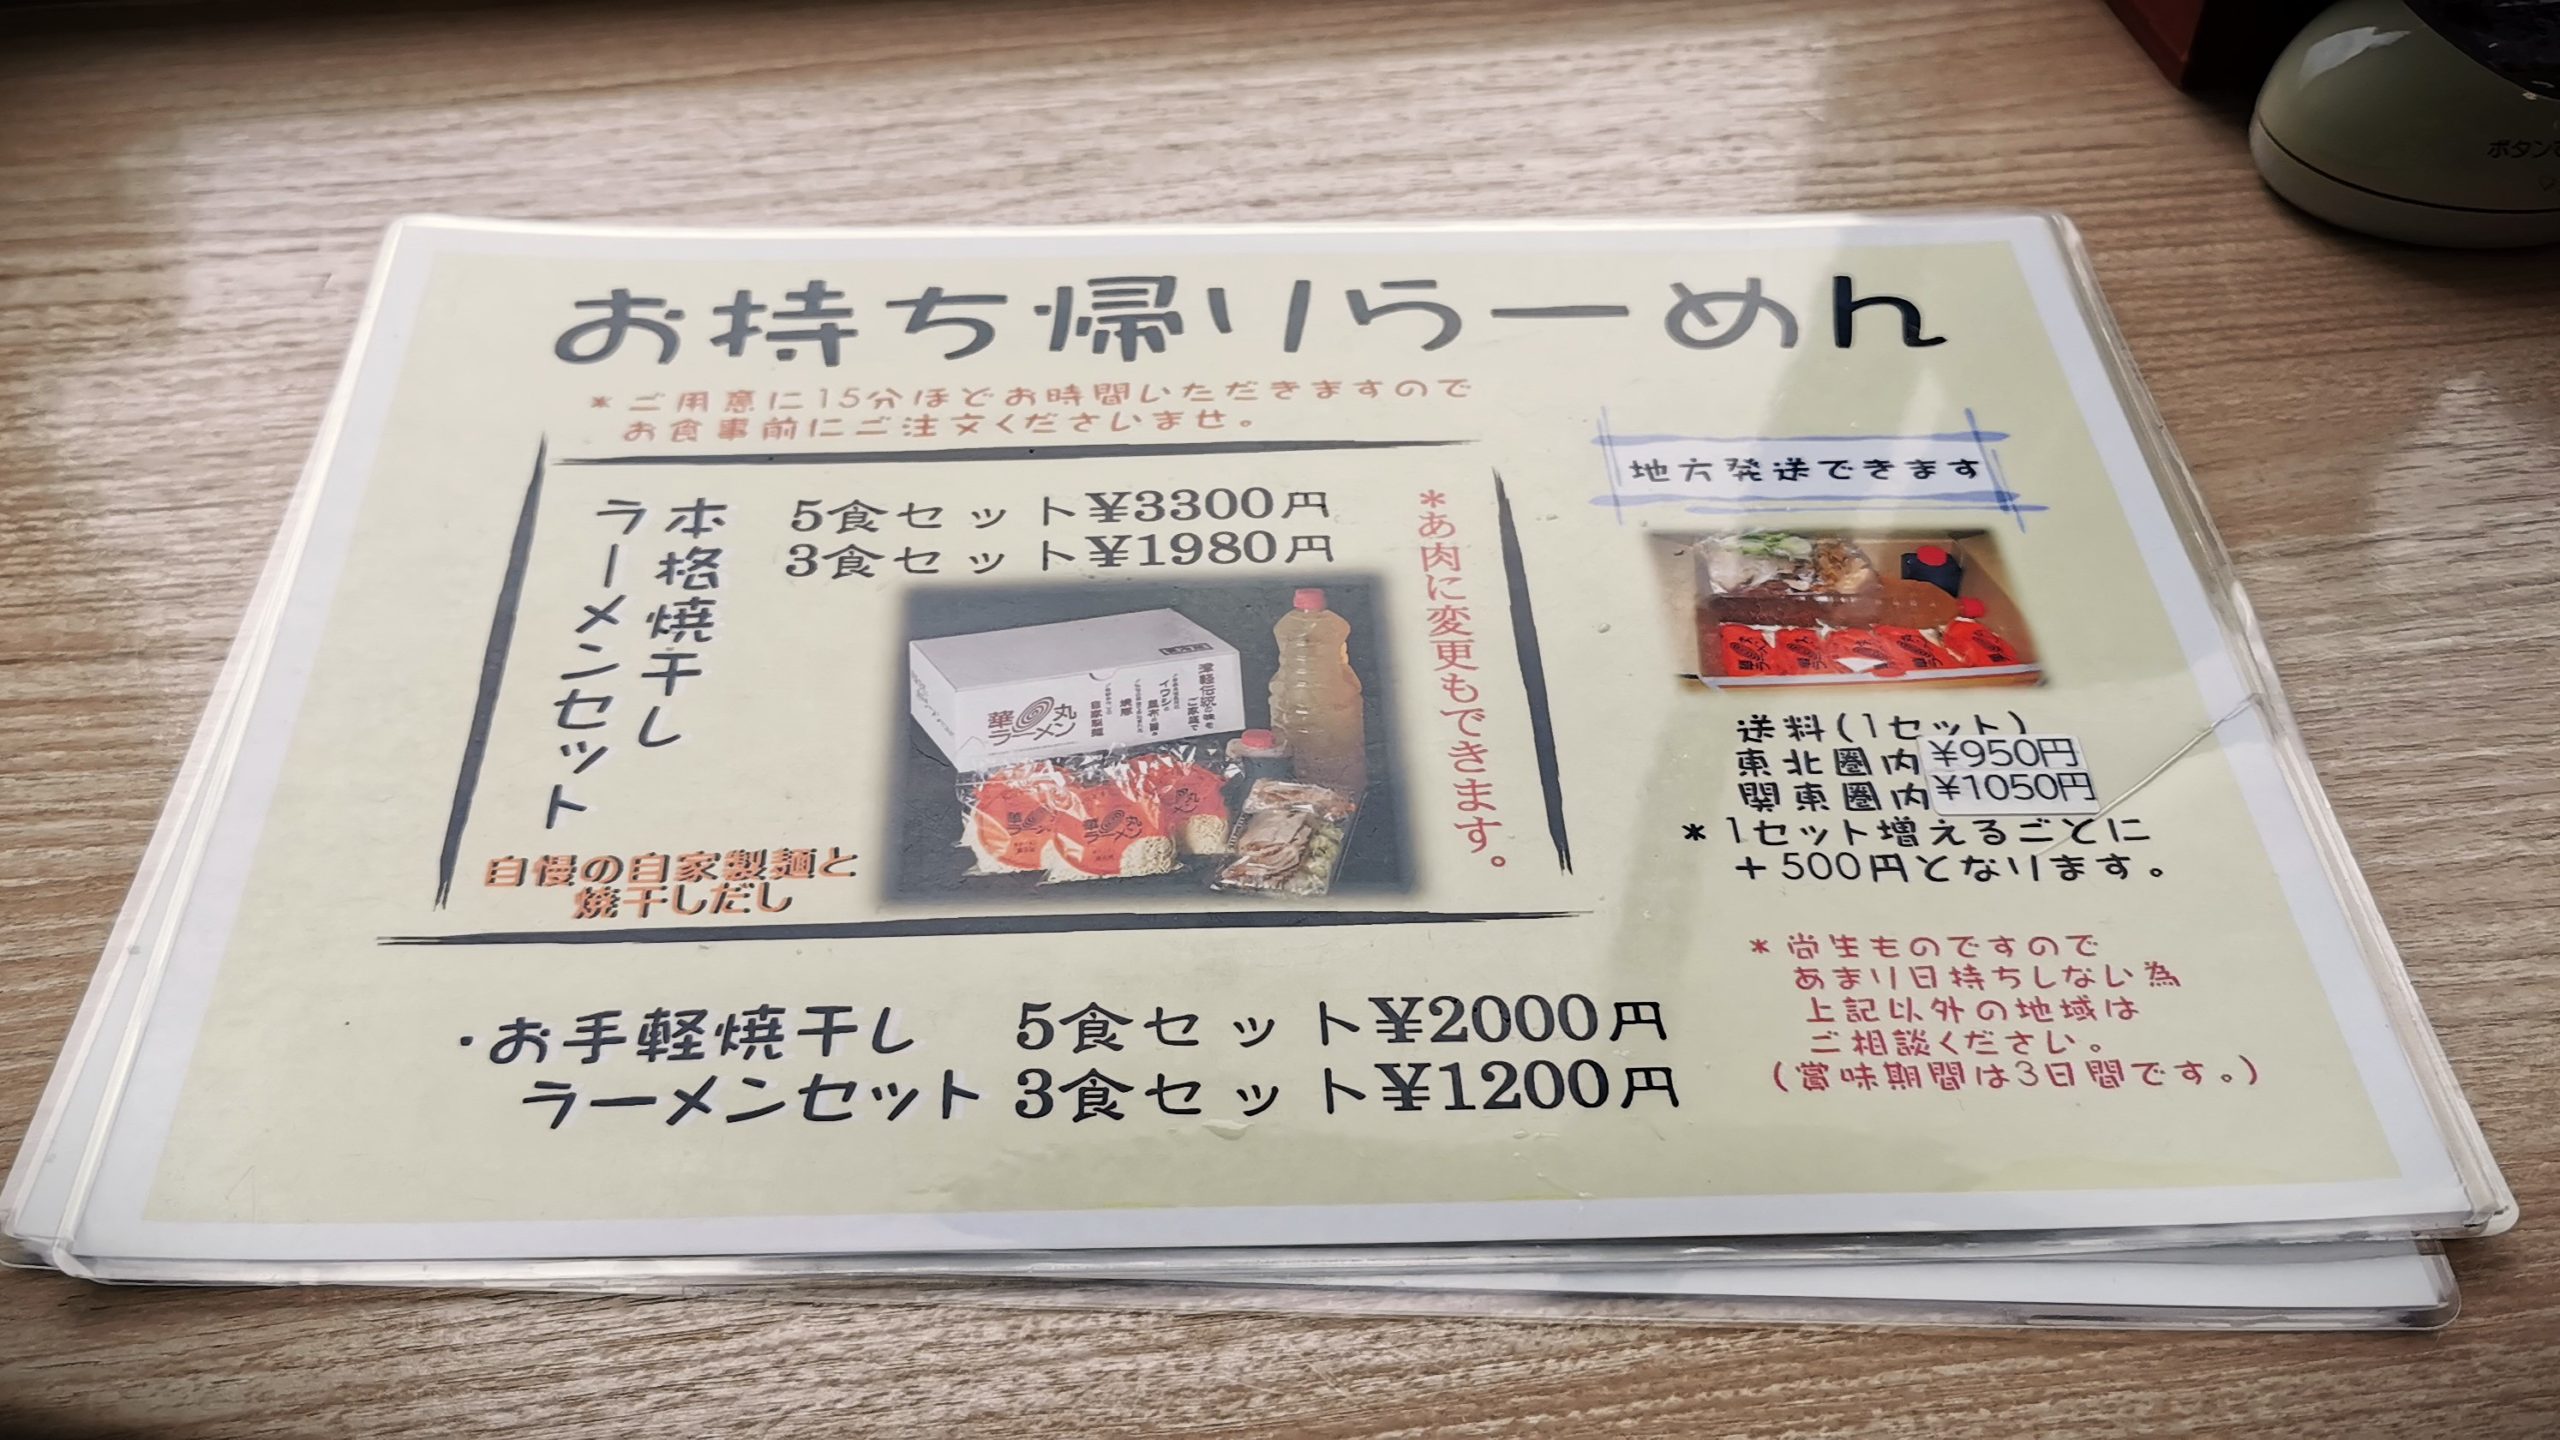 お持ち帰りらーめん
*ご用意に15分ほどお時間いただきますので
お食事前にご注文くださいませ。
本格焼干し
ラーメンセット
5食セット¥3300円
3食セット¥1980円
*あ肉に変更もできます。
華丸
ラーメン
自慢の自家製麺と
焼干しだし
・お手軽焼干し 5食セット¥2000円
ラーメンセット 3食セット¥1200円
地方発送できます
送料(1セット)
東北圏内¥950円
関東圏内¥1050円
*1セット増えるごとに
+500円となります。
*尚生ものですので
あまり日持ちしない為
上記以外の地域は
ご相談ください。
(賞味期間は3日間です。)